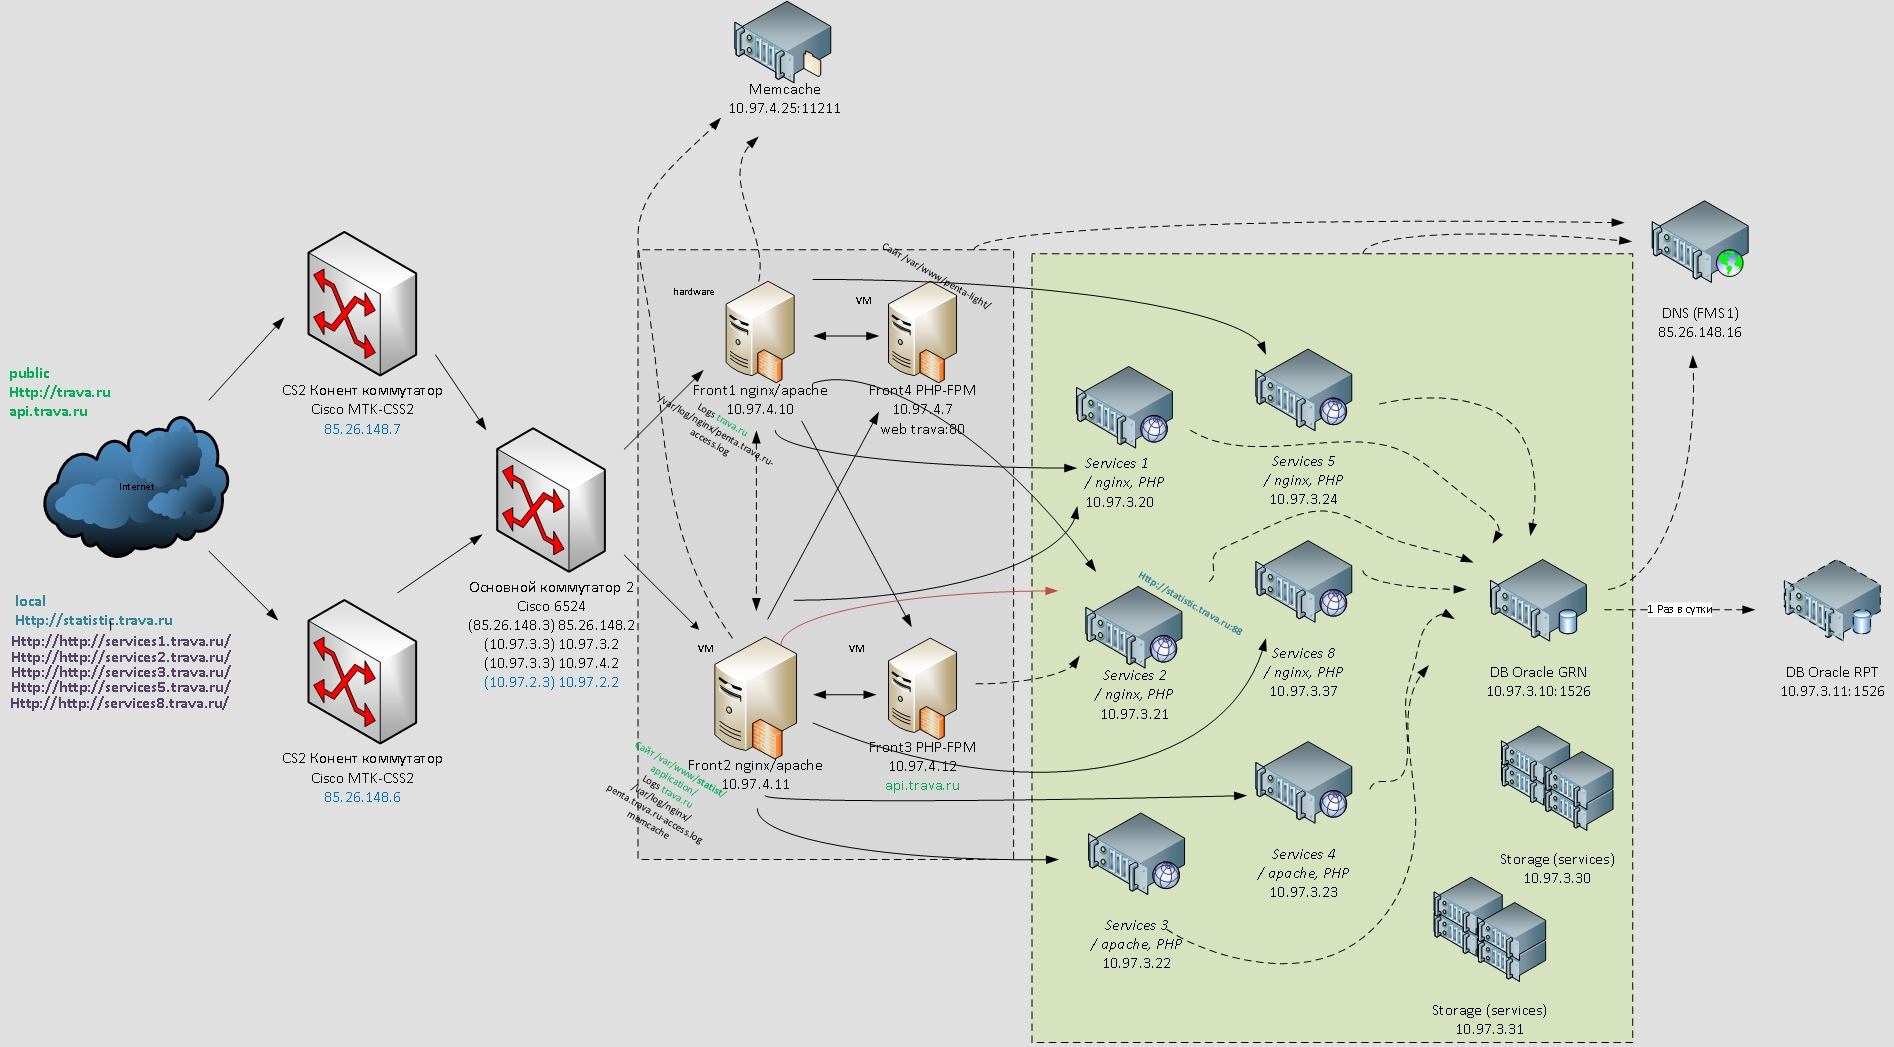 Memcache
10.97.4.25:11211
public
Http://trava.ru
api.trava.ru
Internet
local
Http://statistic.trava.ru
Http://http://services1.trava.ru/
Http://http://services2.trava.ru/
Http://http://services3.trava.ru/
Http://http://services5.trava.ru/
Http://http://services8.trava.ru/
CS2 Конент коммутатор
Cisco MTK-CSS2
85.26.148.7
CS2 Конент коммутатор
Cisco MTK-CSS2
85.26.148.6
Основной коммутатор 2
Cisco 6524
(85.26.148.3) 85.26.148.2
(10.97.3.3) 10.97.3.2
(10.97.3.3) 10.97.4.2
(10.97.2.3) 10.97.2.2
hardware
Front1 nginx/apache
10.97.4.10
Logs trava.ru
/var/log/nginx/penta.trava.ru-
access.log
Сайт /var/www/penta-light/
VM
Front4 PHP-FPM
10.97.4.7
web trava:80
VM
Front2 nginx/apache
10.97.4.11
Сайт /var/www/statist/
application/
Logs trava.ru
/var/log/nginx/
penta.trava.ru-access.log
memcache
VM
Front3 PHP-FPM
10.97.4.12
api.trava.ru
Services 1
/ nginx, PHP
10.97.3.20
Services 5
/ nginx, PHP
10.97.3.24
Http://statistic.trava.ru:88
Services 2
/ nginx, PHP
10.97.3.21
Services 8
/ nginx, PHP
10.97.3.37
Services 4
/ apache, PHP
10.97.3.23
Services 3
/ apache, PHP
10.97.3.22
DB Oracle GRN
10.97.3.10:1526
Storage (services)
10.97.3.30
Storage (services)
10.97.3.31
DNS (FMS1)
85.26.148.16
1 Раз в сутки
DB Oracle RPT
10.97.3.11:1526